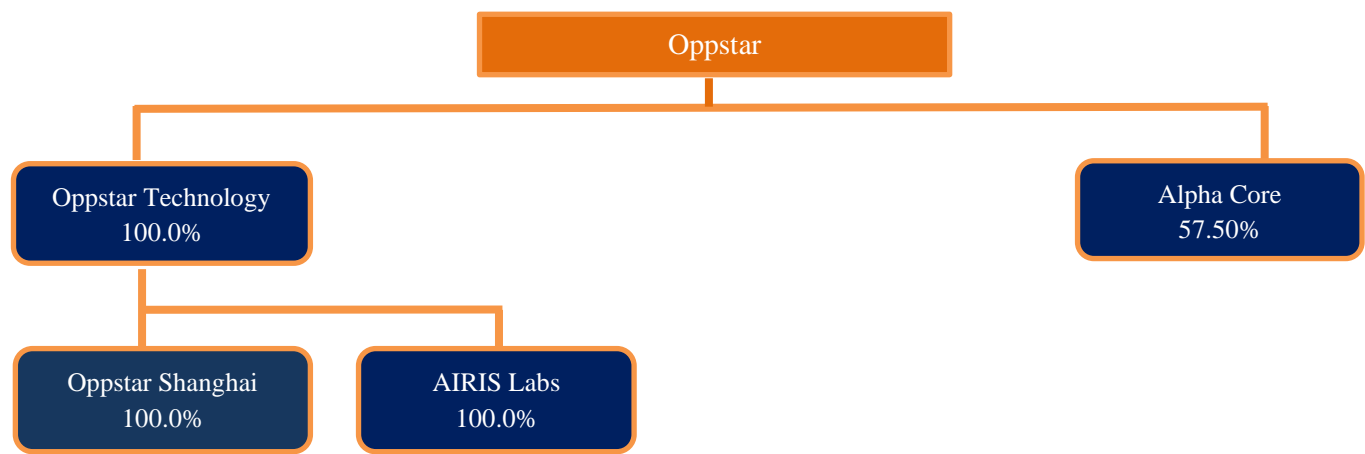 Oppstar
Oppstar Technology
100.0%
Alpha Core
57.50%
Oppstar Shanghai
100.0%
AIRIS Labs
100.0%